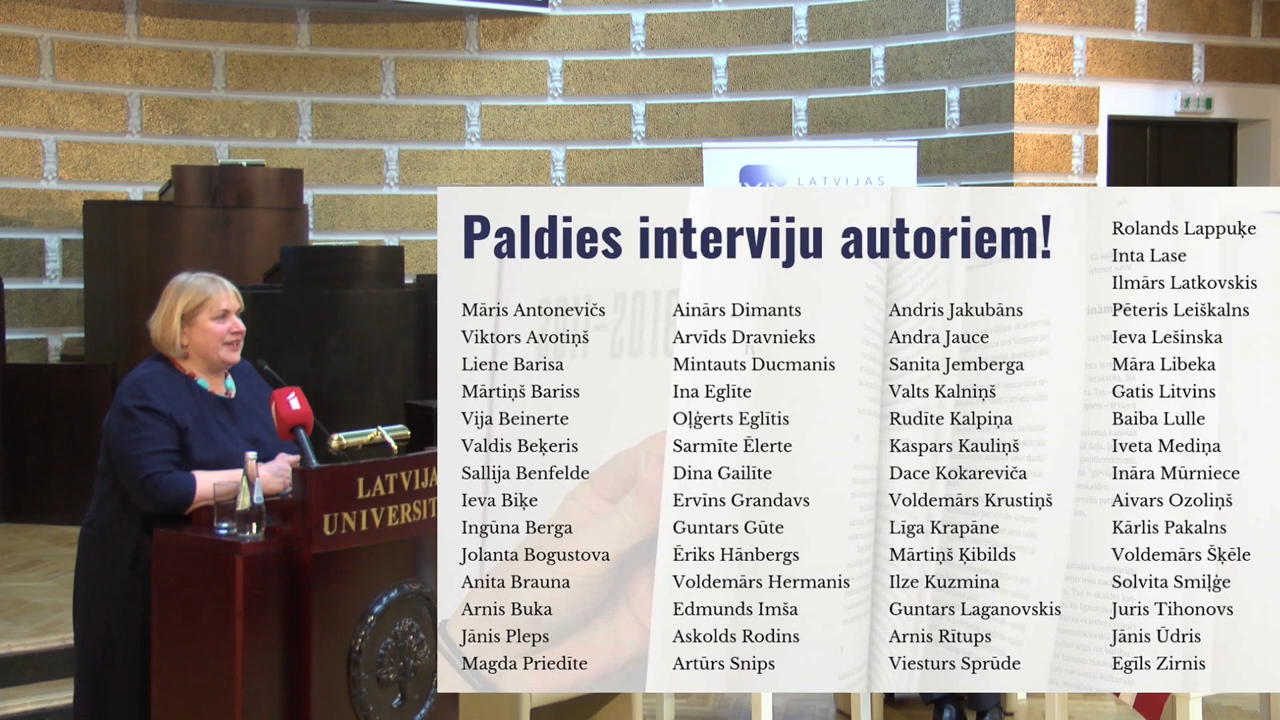 LATVIJAS
Paldies interviju autoriem!
Māris Antonevičs
Viktors Avotiņš
Liene Barisa
Mārtiņš Bariss
Vija Beinerte
Valdis Beķeris
Sallija Benfelde
Ieva Biķe
Ingūna Berga
Jolanta Bogustova
Anita Brauna
Arnis Buka
Jānis Pleps
Magda Priedīte
Ainārs Dimants
Arvīds Dravnieks
Mintauts Ducmanis
Ina Eglīte
Oļģerts Eglītis
Sarmīte Ēlerte
Dina Gailīte
Ervīns Grandavs
Guntars Gūte
Ēriks Hānbergs
Voldemārs Hermanis
Edmunds Imša
Askolds Rodins
Artūrs Snips
Andris Jakubāns
Andra Jauce
Sanita Jemberga
Valts Kalniņš
Rudīte Kalpiņa
Kaspars Kauliņš
Dace Kokareviča
Voldemārs Krustiņš
Līga Krapāne
Mārtiņš Ķibilds
Ilze Kuzmina
Guntars Laganovskis
Arnis Rītups
Viesturs Sprūde
Rolands Lappuķe
Inta Lase
Ilmārs Latkovskis
Pēteris Leiškalns
Ieva Lešinska
Māra Libeka
Gatis Litvins
Baiba Lulle
Iveta Mediņa
Ināra Mūrniece
Aivars Ozoliņš
Kārlis Pakalns
Voldemārs Šķēle
Solvita Smilģe
Juris Tihonovs
Jānis Ūdris
Egīls Zirnis
LATVIJA
UNIVERSIT